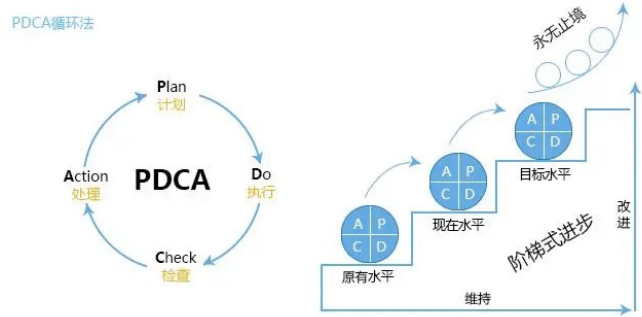 PDCA循环法
Plan
计划
Action
处理
PDCA
Do
执行
Check
检查
永无止境
A P
C D
目标水平
A P
C D
现在水平
A P
C D
原有水平
阶梯式进步
改进
维持